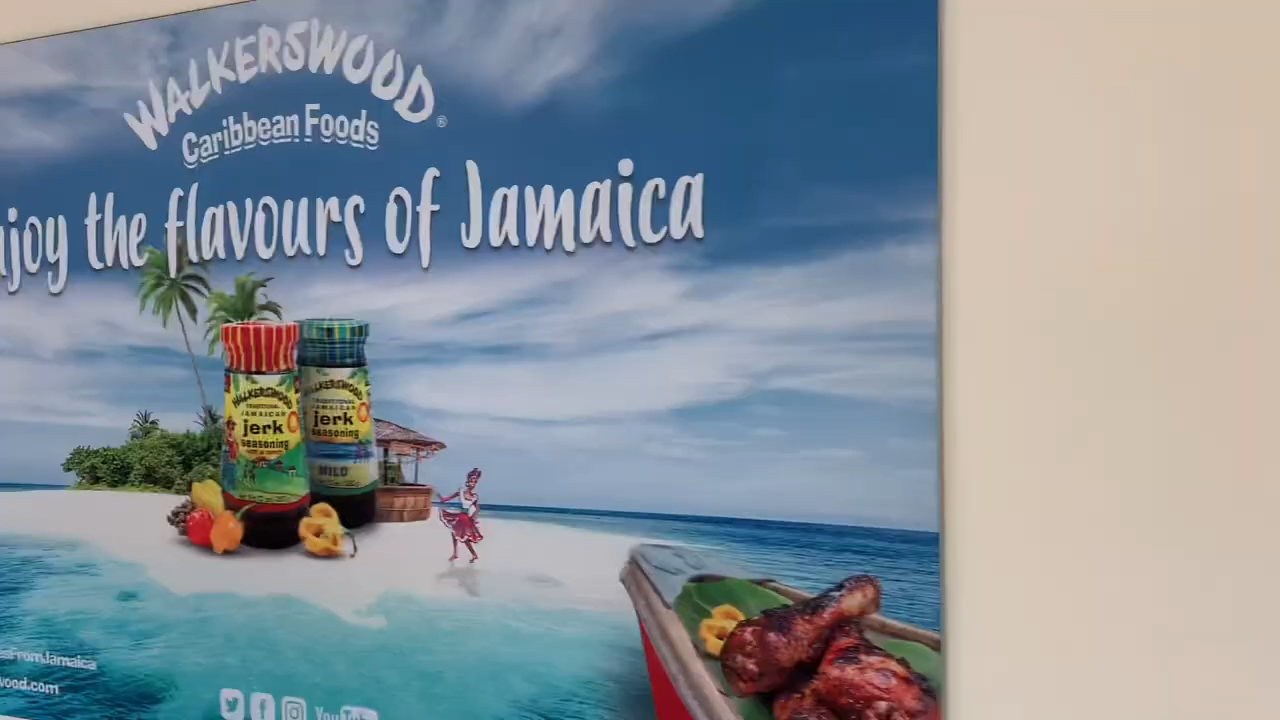 WALKERSWOOD®
Caribbean Foods
njoy the flavours of Jamaica
WALKERSWOOD
TRADITIONAL
JAMAICAN
jerk
seasoning
WALKERSWOOD
TRADITIONAL
JAMAICAN
jerk
seasoning
MILD
esFromJamaica
wood.com
YouTube